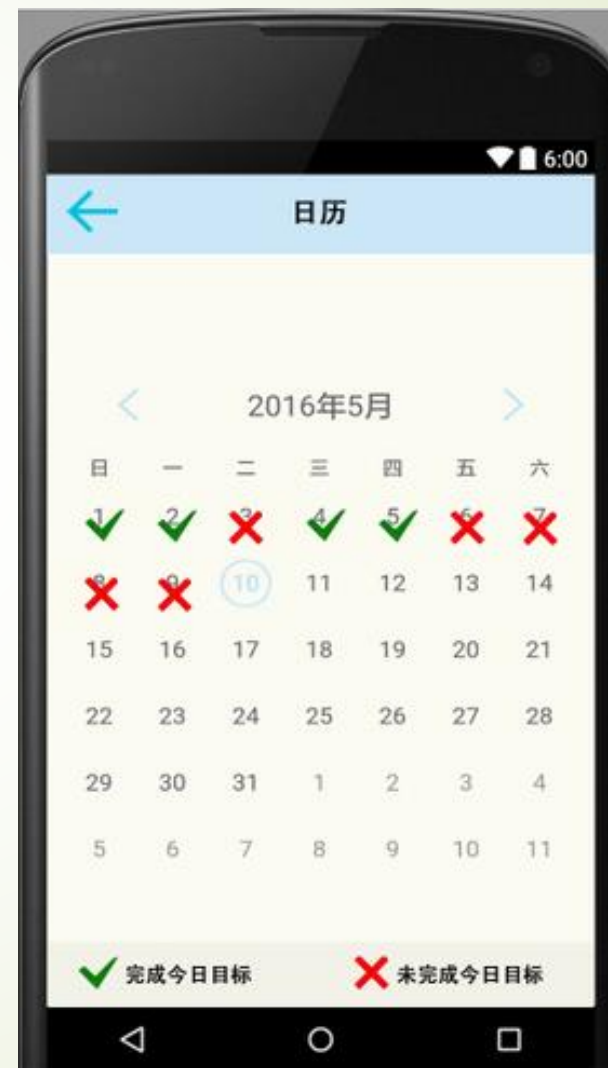 6:00
日历
2016年5月
日 一 二 三 四 五 六
1 2 3 4 5 6 7
8 9 10 11 12 13 14
15 16 17 18 19 20 21
22 23 24 25 26 27 28
29 30 31 1 2 3 4
5 6 7 8 9 10 11
完成今日目标 未完成今日目标